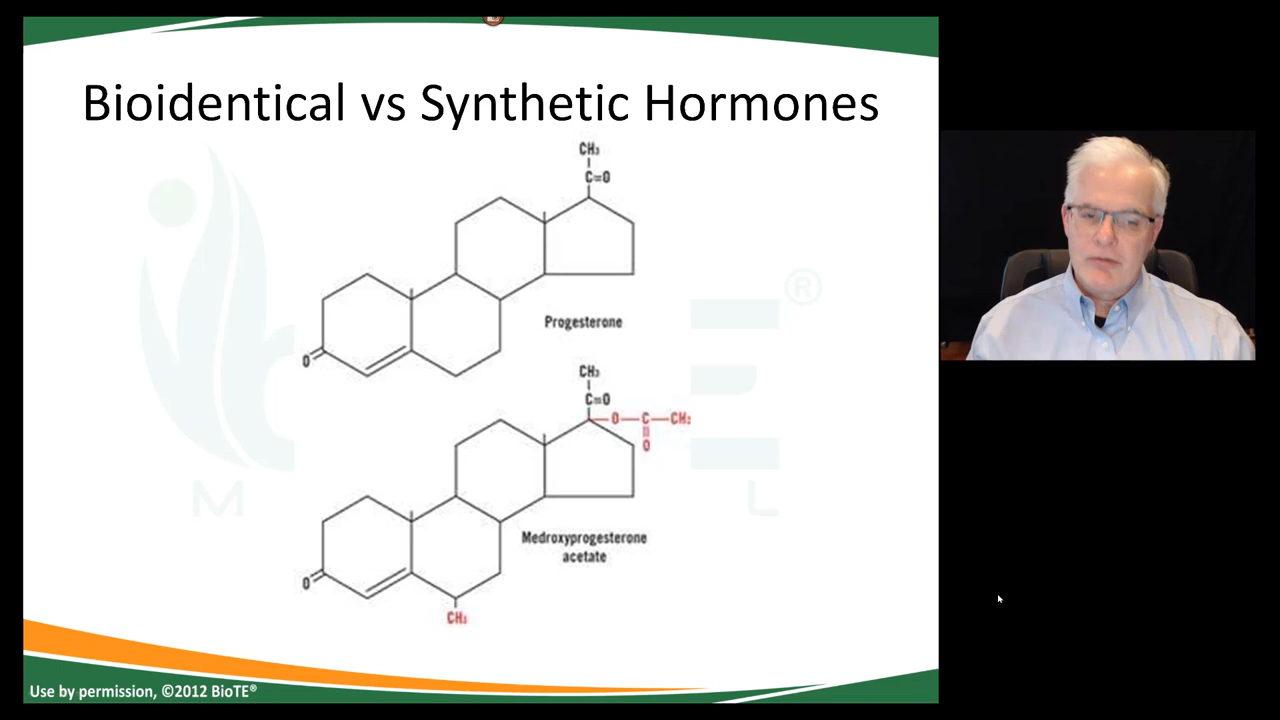 Bioidentical vs Synthetic Hormones
CH₃
C=O
Progesterone
O
CH₃
C=O
O—C—CH₃
O
Medroxyprogesterone
acetate
O
CH₃
®
M L
Use by permission, ©2012 BioTE®